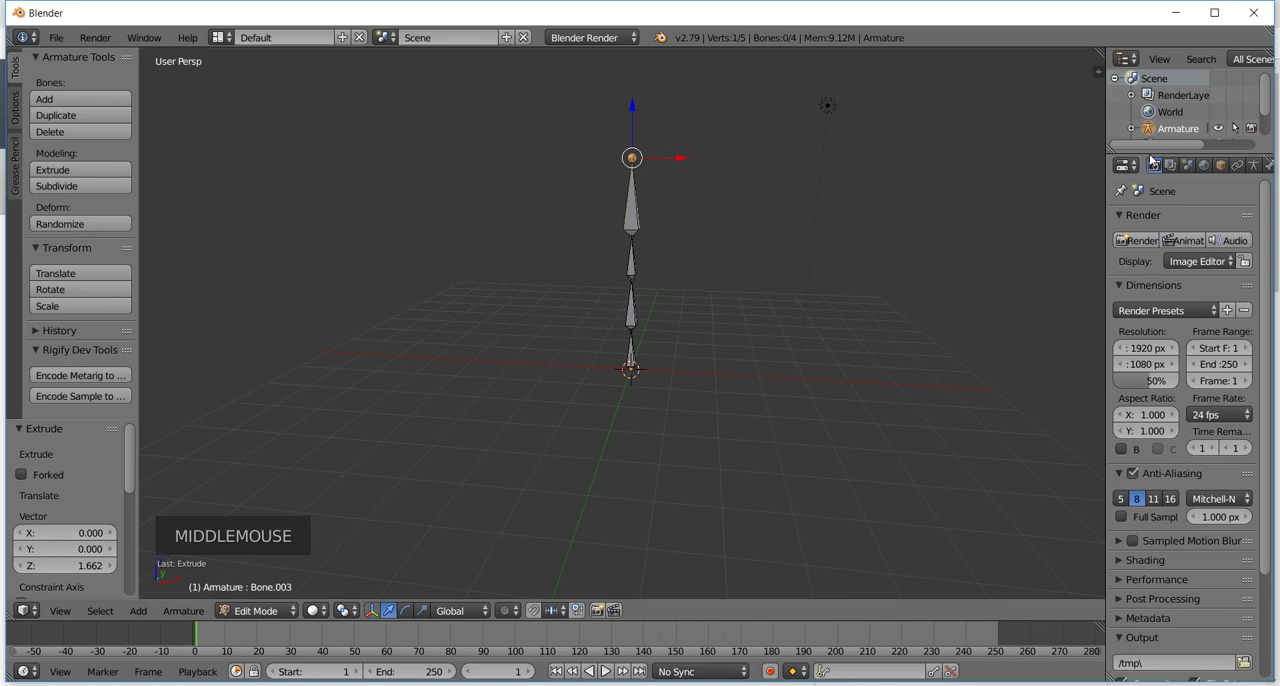 Blender
File Render Window Help Default Scene Blender Render v2.79 | Verts:1/5 | Bones:0/4 | Mem:9.12M | Armature
Tools
Options
Grease Pencil
Armature Tools
Bones:
Add
Duplicate
Delete
Modeling:
Extrude
Subdivide
Deform:
Randomize
Transform
Translate
Rotate
Scale
History
Rigify Dev Tools
Encode Metarig to ...
Encode Sample to ...
Extrude
Extrude
Forked
Translate
Vector
X: 0.000
Y: 0.000
Z: 1.662
Constraint Axis
User Persp
MIDDLEMOUSE
Last: Extrude
y
(1) Armature : Bone.003
View Select Add Armature Edit Mode Global
-50 -40 -30 -20 -10 0 10 20 30 40 50 60 70 80 90 100 110 120 130 140 150 160 170 180 190 200 210 220 230 240 250 260 270 280
View Marker Frame Playback Start: 1 End: 250 1 No Sync
View Search All Scene
Scene
RenderLaye
World
Armature
Scene
Render
Render Animat Audio
Display: Image Editor
Dimensions
Render Presets
Resolution: Frame Range:
: 1920 px Start F: 1
: 1080 px End :250
50% Frame: 1
Aspect Ratio: Frame Rate:
X: 1.000 24 fps
Y: 1.000 Time Rema...
B C 1 1
Anti-Aliasing
5 8 11 16 Mitchell-N
Full Sampl 1.000 px
Sampled Motion Blur
Shading
Performance
Post Processing
Metadata
Output
/tmp\